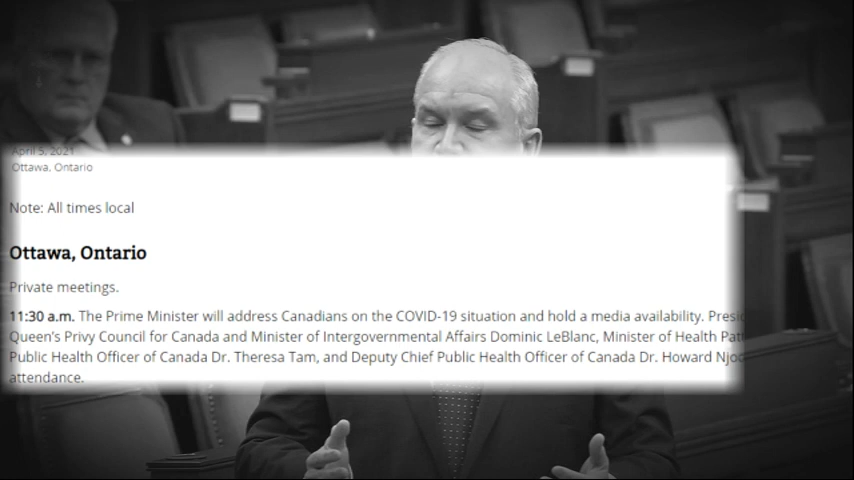 April 5, 2021
Ottawa, Ontario
Note: All times local
Ottawa, Ontario
Private meetings.
11:30 a.m. The Prime Minister will address Canadians on the COVID-19 situation and hold a media availability.
Queen's Privy Council for Canada and Minister of Intergovernmental Affairs Dominic LeBlanc, Minister of Health
Public Health Officer of Canada Dr. Theresa Tam, and Deputy Chief Public Health Officer of Canada Dr. Howard
attendance.